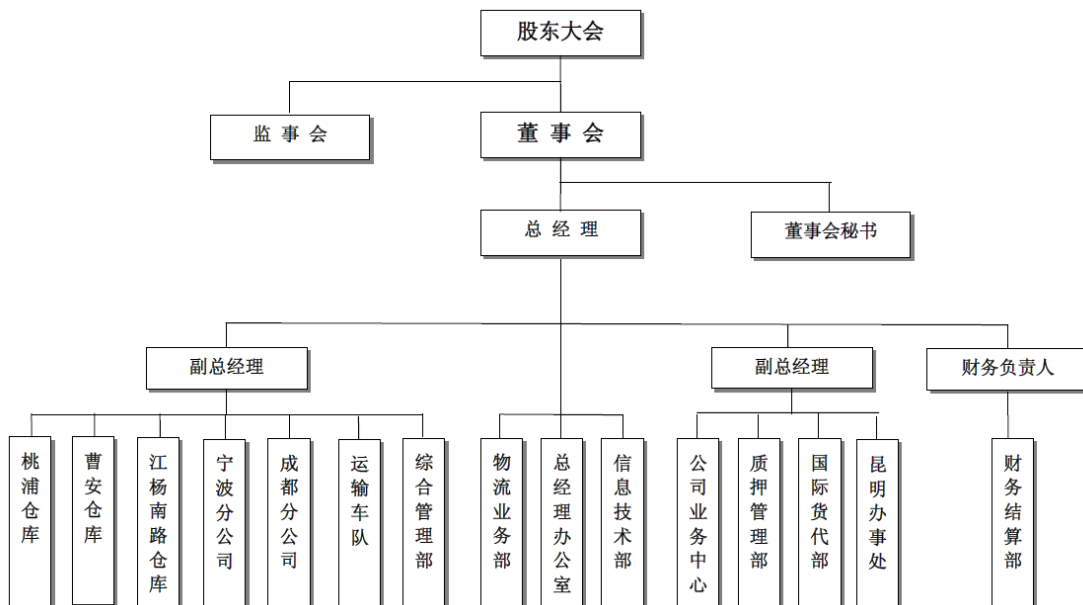 股东大会
监 事 会
董 事 会
总 经 理
董事会秘书
副总经理
副总经理
财务负责人
桃浦仓库
曹安仓库
江杨南路仓库
宁波分公司
成都分公司
运输车队
综合管理部
物流业务部
总经理办公室
信息技术部
公司业务中心
质押管理部
国际货代部
昆明办事处
财务结算部